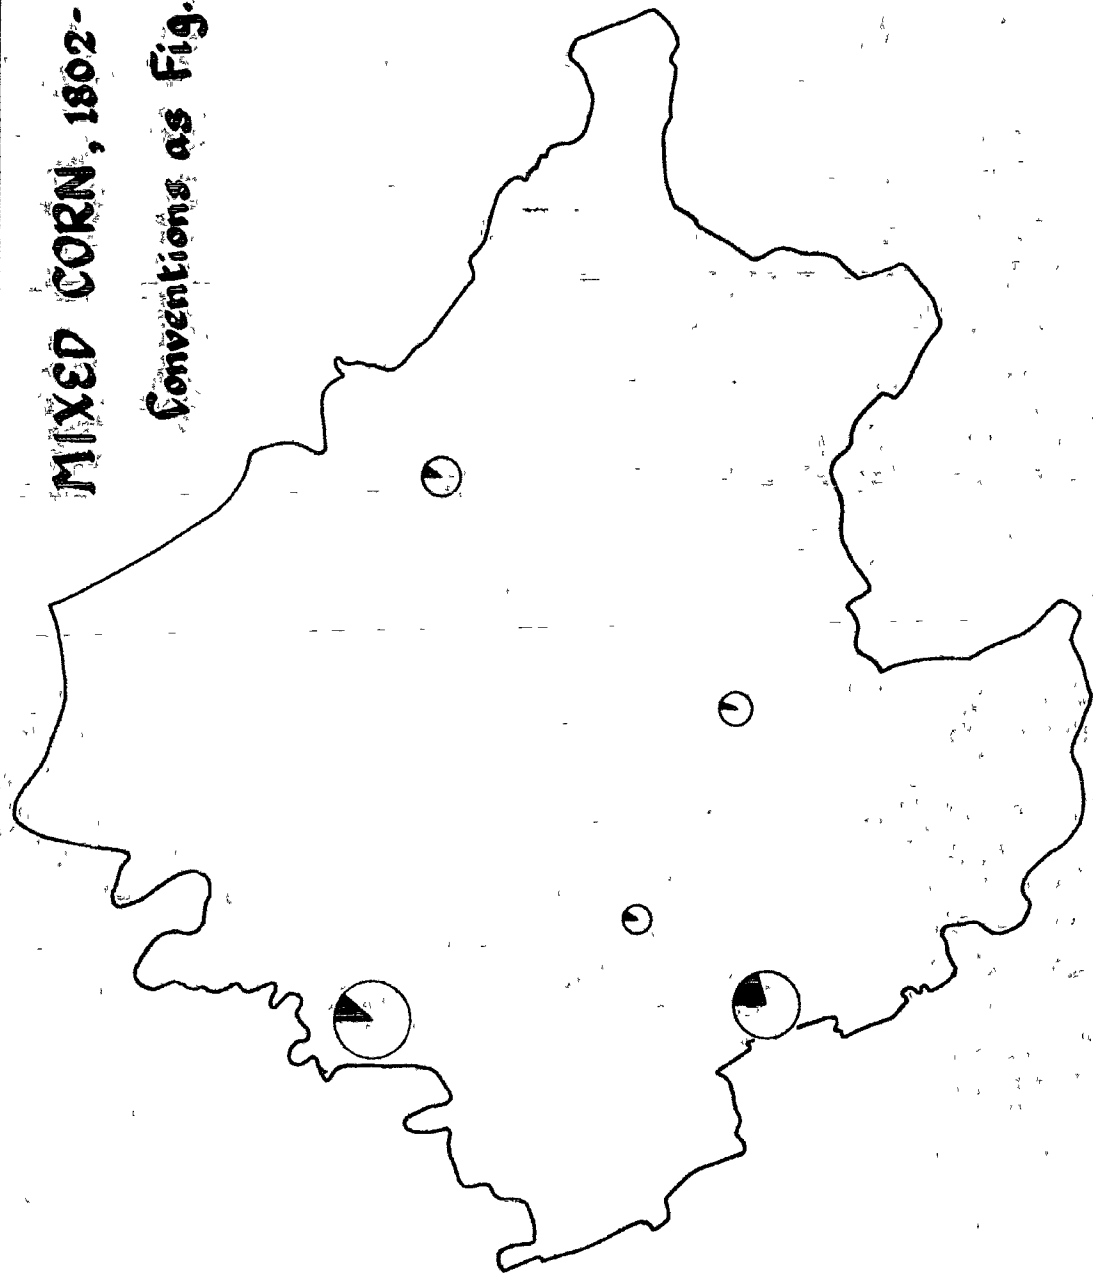 MIXED CORN, 1802-
Conventions as Fig.